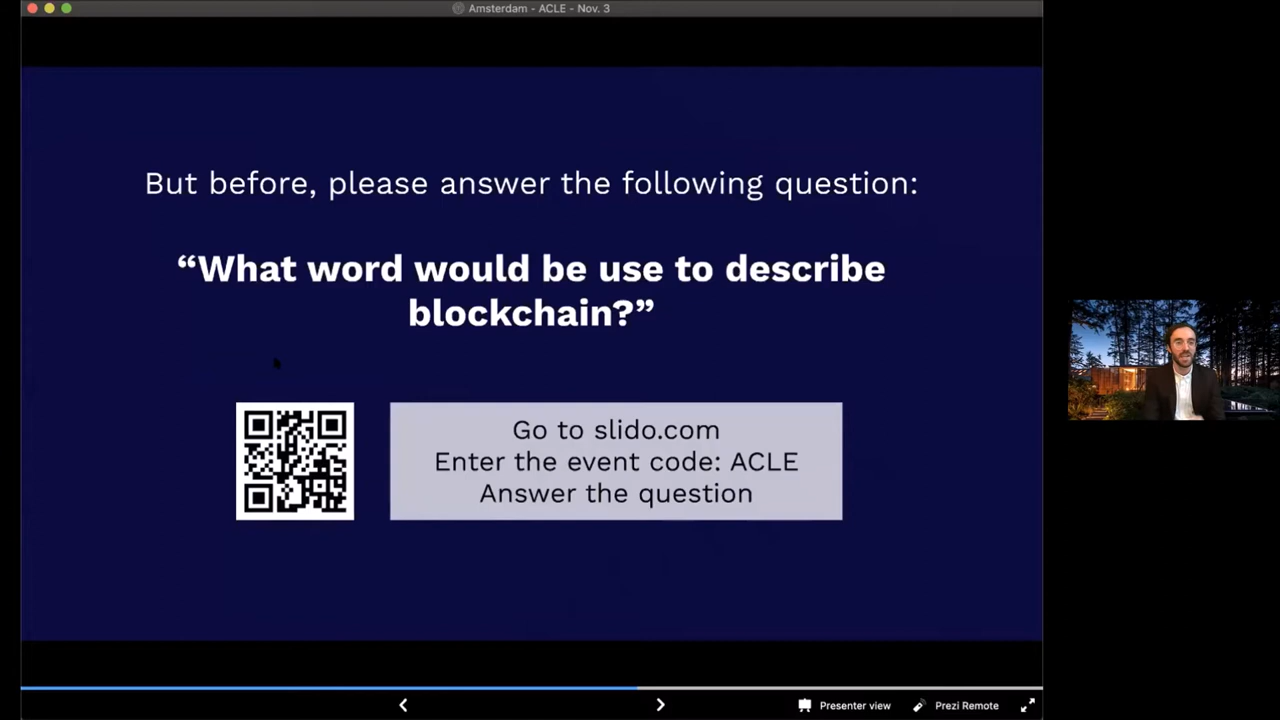 Amsterdam - ACLE - Nov. 3
But before, please answer the following question:
“What word would be use to describe
blockchain?”
Go to slido.com
Enter the event code: ACLE
Answer the question
Presenter view
Prezi Remote